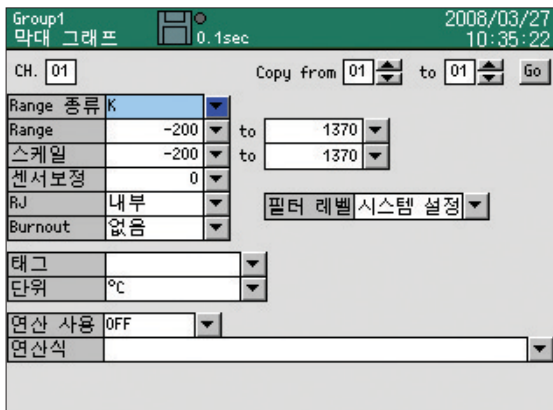 Group1 2008/03/27
막대 그래프 0.1sec 10:35:22
CH. 01 Copy from 01 to 01 Go
Range 종류 K
Range -200 to 1370
스케일 -200 to 1370
센서보정 0
RJ 내부 필터 레벨 시스템 설정
Burnout 없음
태그
단위 °C
연산 사용 OFF
연산식